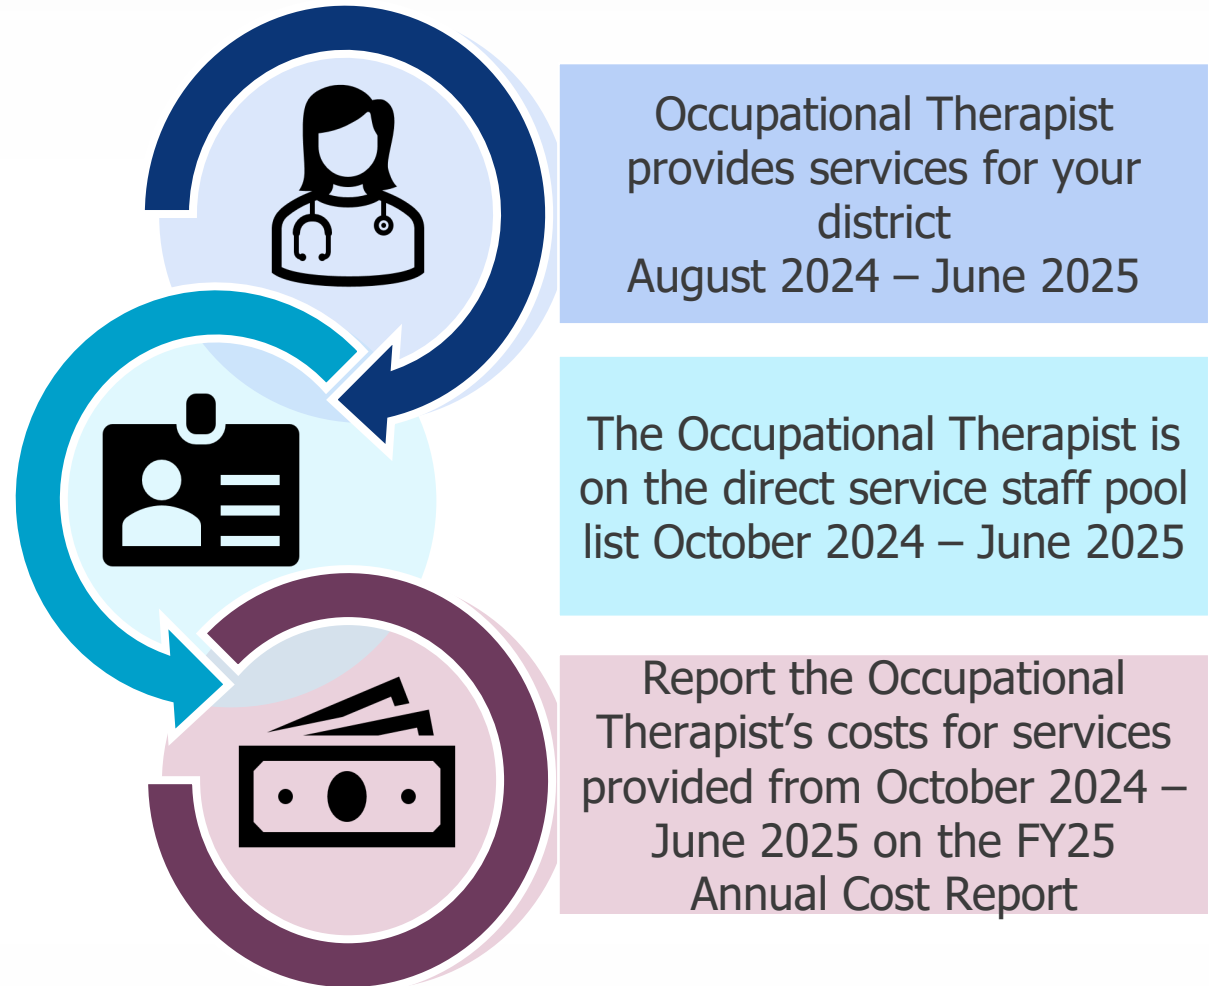 Occupational Therapist
provides services for your
district
August 2024 – June 2025
The Occupational Therapist is
on the direct service staff pool
list October 2024 – June 2025
Report the Occupational
Therapist’s costs for services
provided from October 2024 –
June 2025 on the FY25
Annual Cost Report